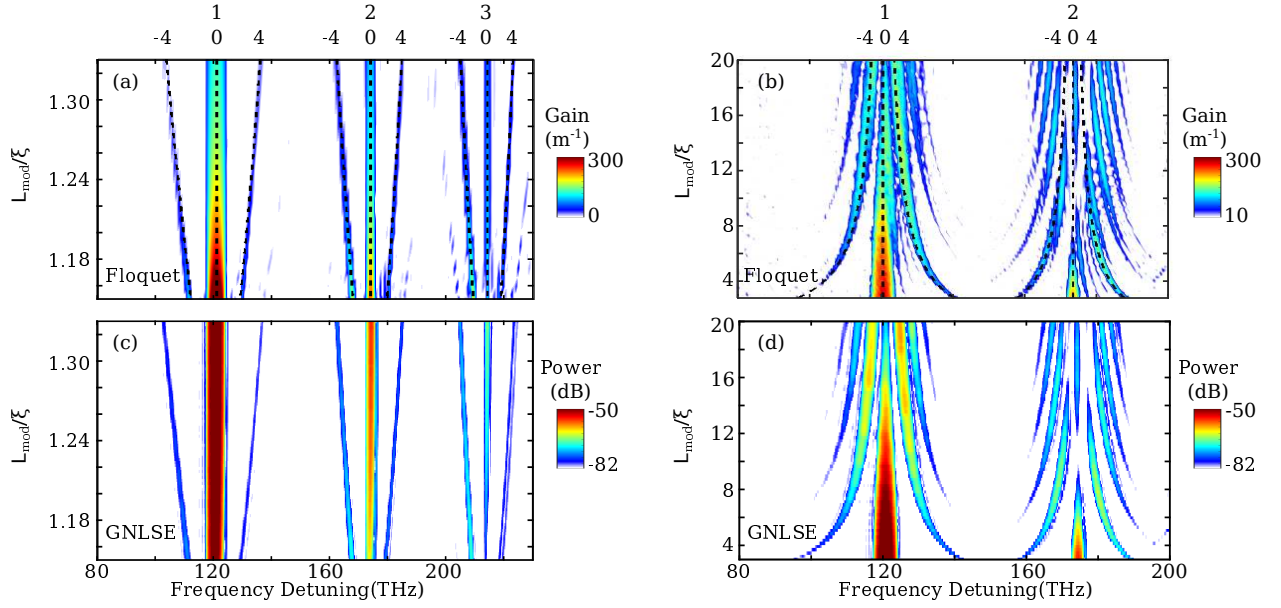 1 2 3
-4 0 4 -4 0 4 -4 0 4
(a)
1.30
1.24
1.18
Lmod/ξ
Floquet
Gain
(m-1)
300
0
1 2
-4 0 4 -4 0 4
(b)
20
16
12
8
4
Lmod/ξ
Floquet
Gain
(m-1)
300
10
(c)
1.30
1.24
1.18
Lmod/ξ
GNLSE
Power
(dB)
-50
-82
80 120 160 200
Frequency Detuning(THz)
(d)
20
16
12
8
4
Lmod/ξ
GNLSE
Power
(dB)
-50
-82
80 120 160 200
Frequency Detuning(THz)